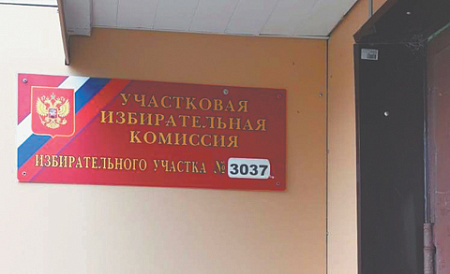 УЧАСТКОВАЯ
ИЗБИРАТЕЛЬНАЯ
КОМИССИЯ
ИЗБИРАТЕЛЬНОГО УЧАСТКА № 3037